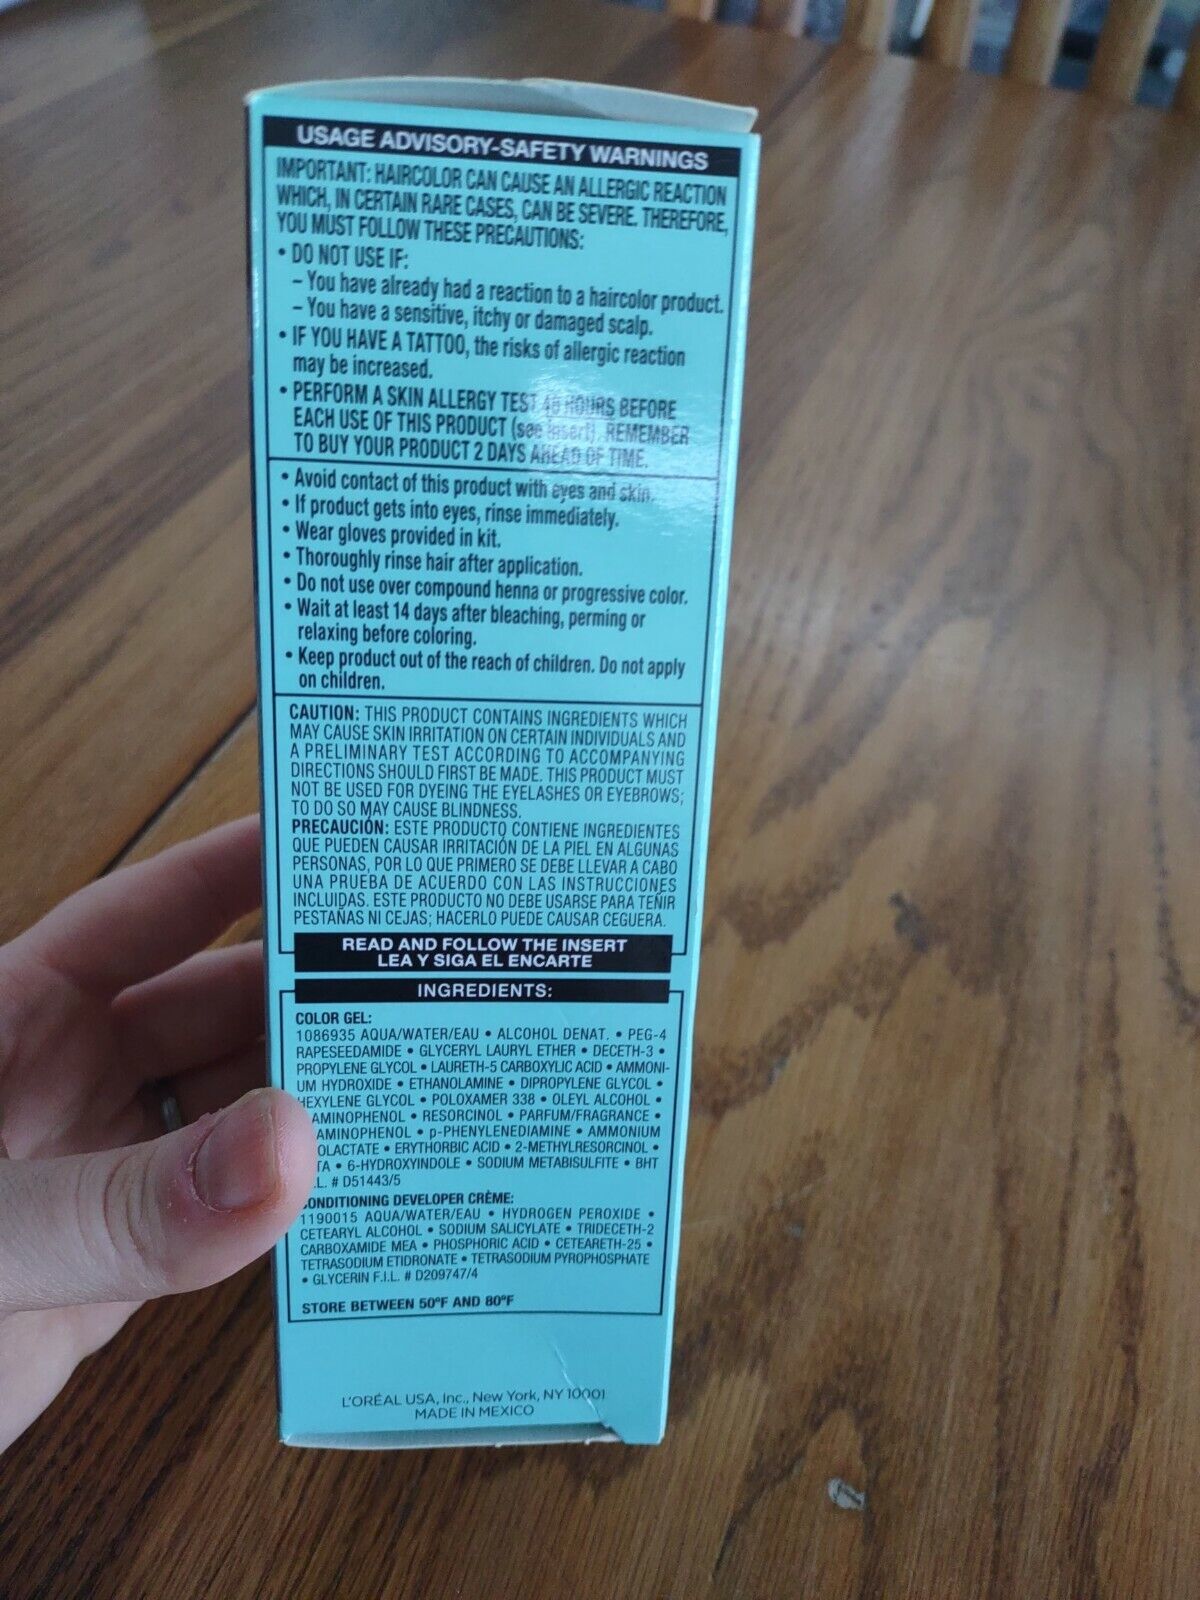 USAGE ADVISORY-SAFETY WARNINGS
IMPORTANT: HAIRCOLOR CAN CAUSE AN ALLERGIC REACTION
WHICH, IN CERTAIN RARE CASES, CAN BE SEVERE. THEREFORE,
YOU MUST FOLLOW THESE PRECAUTIONS:
• DO NOT USE IF:
– You have already had a reaction to a haircolor product.
– You have a sensitive, itchy or damaged scalp.
• IF YOU HAVE A TATTOO, the risks of allergic reaction
may be increased.
• PERFORM A SKIN ALLERGY TEST 48 HOURS BEFORE
EACH USE OF THIS PRODUCT (see insert). REMEMBER
TO BUY YOUR PRODUCT 2 DAYS AHEAD OF TIME.
• Avoid contact of this product with eyes and skin.
• If product gets into eyes, rinse immediately.
• Wear gloves provided in kit.
• Thoroughly rinse hair after application.
• Do not use over compound henna or progressive color.
• Wait at least 14 days after bleaching, perming or
relaxing before coloring.
• Keep product out of the reach of children. Do not apply
on children.
CAUTION: THIS PRODUCT CONTAINS INGREDIENTS WHICH
MAY CAUSE SKIN IRRITATION ON CERTAIN INDIVIDUALS AND
A PRELIMINARY TEST ACCORDING TO ACCOMPANYING
DIRECTIONS SHOULD FIRST BE MADE. THIS PRODUCT MUST
NOT BE USED FOR DYEING THE EYELASHES OR EYEBROWS;
TO DO SO MAY CAUSE BLINDNESS.
PRECAUCIÓN: ESTE PRODUCTO CONTIENE INGREDIENTES
QUE PUEDEN CAUSAR IRRITACIÓN DE LA PIEL EN ALGUNAS
PERSONAS, POR LO QUE PRIMERO SE DEBE LLEVAR A CABO
UNA PRUEBA DE ACUERDO CON LAS INSTRUCCIONES
INCLUIDAS. ESTE PRODUCTO NO DEBE USARSE PARA TEÑIR
PESTAÑAS NI CEJAS; HACERLO PUEDE CAUSAR CEGUERA.
READ AND FOLLOW THE INSERT
LEA Y SIGA EL ENCARTE
INGREDIENTS:
COLOR GEL:
1086935 AQUA/WATER/EAU • ALCOHOL DENAT. • PEG-4
RAPESEEDAMIDE • GLYCERYL LAURYL ETHER • DECETH-3 •
PROPYLENE GLYCOL • LAURETH-5 CARBOXYLIC ACID • AMMONI-
UM HYDROXIDE • ETHANOLAMINE • DIPROPYLENE GLYCOL •
HEXYLENE GLYCOL • POLOXAMER 338 • OLEYL ALCOHOL •
AMINOPHENOL • RESORCINOL • PARFUM/FRAGRANCE •
AMINOPHENOL • p-PHENYLENEDIAMINE • AMMONIUM
OLACTATE • ERYTHORBIC ACID • 2-METHYLRESORCINOL •
TA • 6-HYDROXYINDOLE • SODIUM METABISULFITE • BHT
.L. # D51443/5
CONDITIONING DEVELOPER CRÈME:
1190015 AQUA/WATER/EAU • HYDROGEN PEROXIDE •
CETEARYL ALCOHOL • SODIUM SALICYLATE • TRIDECETH-2
CARBOXAMIDE MEA • PHOSPHORIC ACID • CETEARETH-25 •
TETRASODIUM ETIDRONATE • TETRASODIUM PYROPHOSPHATE
• GLYCERIN F.I.L. # D209747/4
STORE BETWEEN 50°F AND 80°F
L'ORÉAL USA, Inc., New York, NY 10001
MADE IN MEXICO